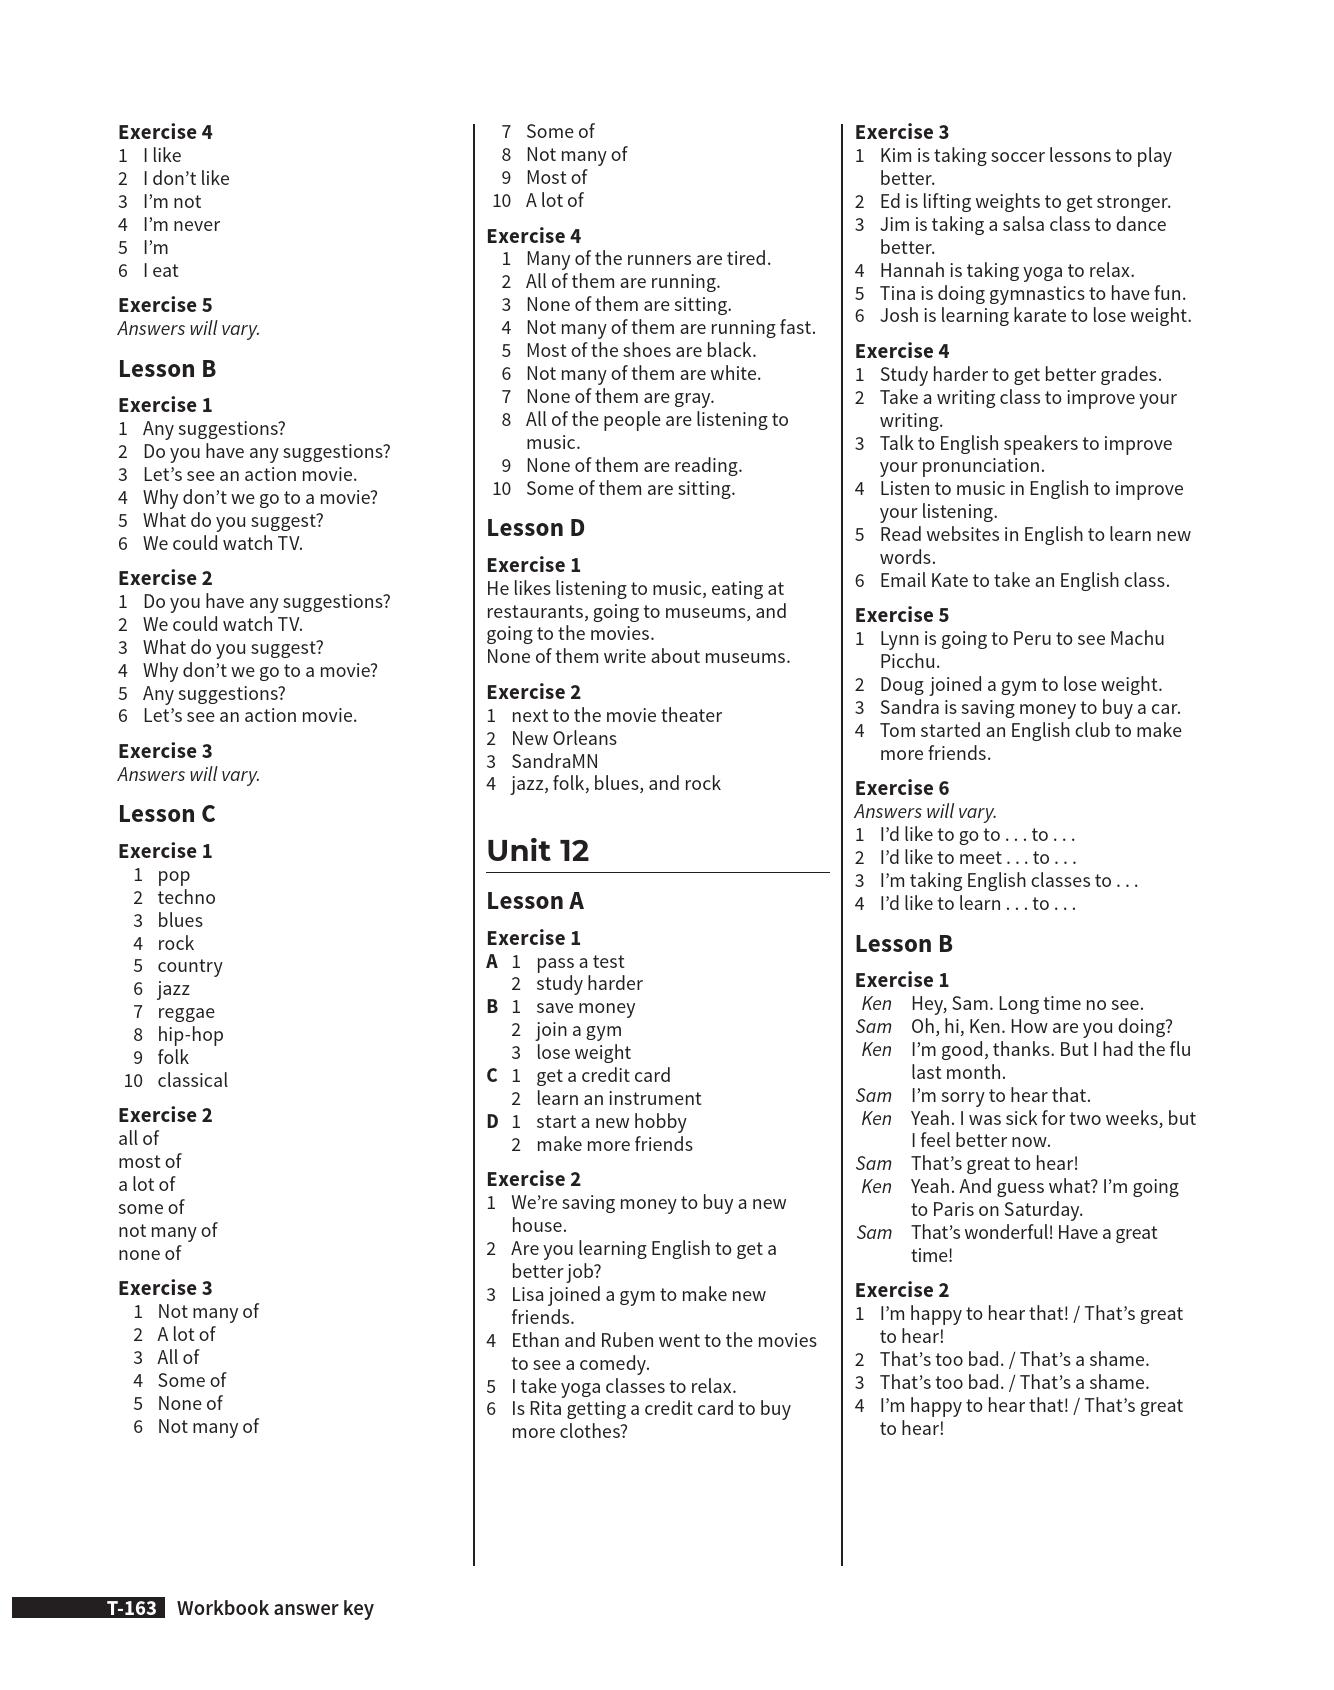 Exercise 4
1 I like
2 I don’t like
3 I’m not
4 I’m never
5 I’m
6 I eat
Exercise 5
Answers will vary.
Lesson B
Exercise 1
1 Any suggestions?
2 Do you have any suggestions?
3 Let’s see an action movie.
4 Why don’t we go to a movie?
5 What do you suggest?
6 We could watch TV.
Exercise 2
1 Do you have any suggestions?
2 We could watch TV.
3 What do you suggest?
4 Why don’t we go to a movie?
5 Any suggestions?
6 Let’s see an action movie.
Exercise 3
Answers will vary.
Lesson C
Exercise 1
1 pop
2 techno
3 blues
4 rock
5 country
6 jazz
7 reggae
8 hip-hop
9 folk
10 classical
Exercise 2
all of
most of
a lot of
some of
not many of
none of
Exercise 3
1 Not many of
2 A lot of
3 All of
4 Some of
5 None of
6 Not many of
7 Some of
8 Not many of
9 Most of
10 A lot of
Exercise 4
1 Many of the runners are tired.
2 All of them are running.
3 None of them are sitting.
4 Not many of them are running fast.
5 Most of the shoes are black.
6 Not many of them are white.
7 None of them are gray.
8 All of the people are listening to
music.
9 None of them are reading.
10 Some of them are sitting.
Lesson D
Exercise 1
He likes listening to music, eating at
restaurants, going to museums, and
going to the movies.
None of them write about museums.
Exercise 2
1 next to the movie theater
2 New Orleans
3 SandraMN
4 jazz, folk, blues, and rock
Unit 12
Lesson A
Exercise 1
A 1 pass a test
2 study harder
B 1 save money
2 join a gym
3 lose weight
C 1 get a credit card
2 learn an instrument
D 1 start a new hobby
2 make more friends
Exercise 2
1 We’re saving money to buy a new
house.
2 Are you learning English to get a
better job?
3 Lisa joined a gym to make new
friends.
4 Ethan and Ruben went to the movies
to see a comedy.
5 I take yoga classes to relax.
6 Is Rita getting a credit card to buy
more clothes?
Exercise 3
1 Kim is taking soccer lessons to play
better.
2 Ed is lifting weights to get stronger.
3 Jim is taking a salsa class to dance
better.
4 Hannah is taking yoga to relax.
5 Tina is doing gymnastics to have fun.
6 Josh is learning karate to lose weight.
Exercise 4
1 Study harder to get better grades.
2 Take a writing class to improve your
writing.
3 Talk to English speakers to improve
your pronunciation.
4 Listen to music in English to improve
your listening.
5 Read websites in English to learn new
words.
6 Email Kate to take an English class.
Exercise 5
1 Lynn is going to Peru to see Machu
Picchu.
2 Doug joined a gym to lose weight.
3 Sandra is saving money to buy a car.
4 Tom started an English club to make
more friends.
Exercise 6
Answers will vary.
1 I’d like to go to . . . to . . .
2 I’d like to meet . . . to . . .
3 I’m taking English classes to . . .
4 I’d like to learn . . . to . . .
Lesson B
Exercise 1
Ken Hey, Sam. Long time no see.
Sam Oh, hi, Ken. How are you doing?
Ken I’m good, thanks. But I had the flu
last month.
Sam I’m sorry to hear that.
Ken Yeah. I was sick for two weeks, but
I feel better now.
Sam That’s great to hear!
Ken Yeah. And guess what? I’m going
to Paris on Saturday.
Sam That’s wonderful! Have a great
time!
Exercise 2
1 I’m happy to hear that! / That’s great
to hear!
2 That’s too bad. / That’s a shame.
3 That’s too bad. / That’s a shame.
4 I’m happy to hear that! / That’s great
to hear!
T-163 Workbook answer key